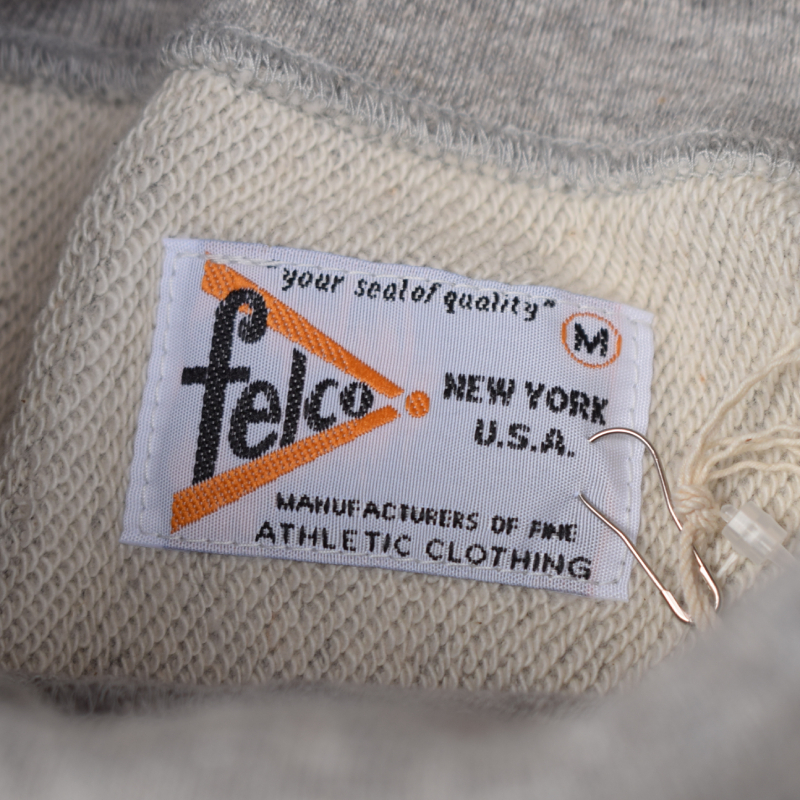 "your seal of quality"
M
felco
NEW YORK
U.S.A.
MANUFACTURERS OF FINE
ATHLETIC CLOTHING